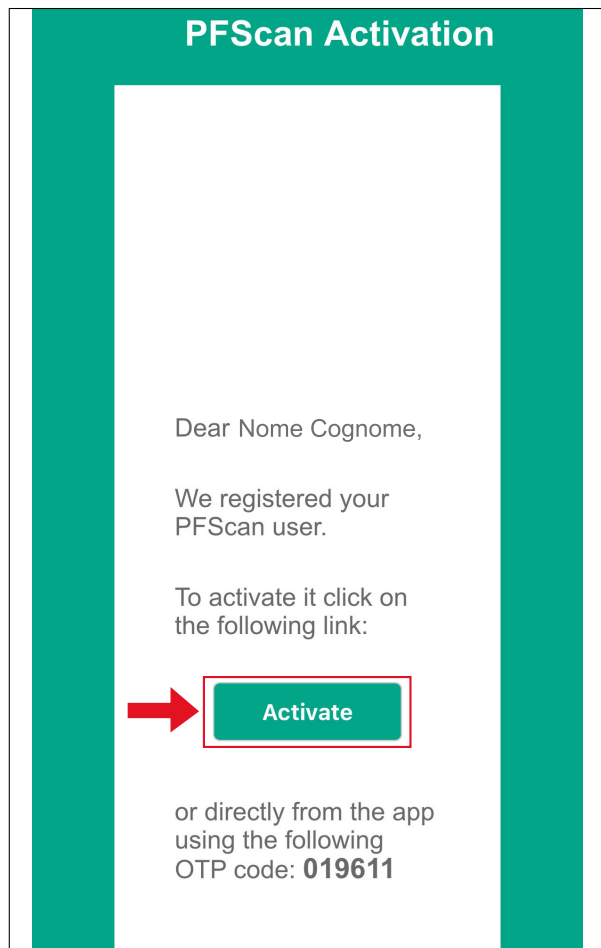 PFScan Activation
Dear Nome Cognome,
We registered your
PFScan user.
To activate it click on
the following link:
Activate
or directly from the app
using the following
OTP code: 019611